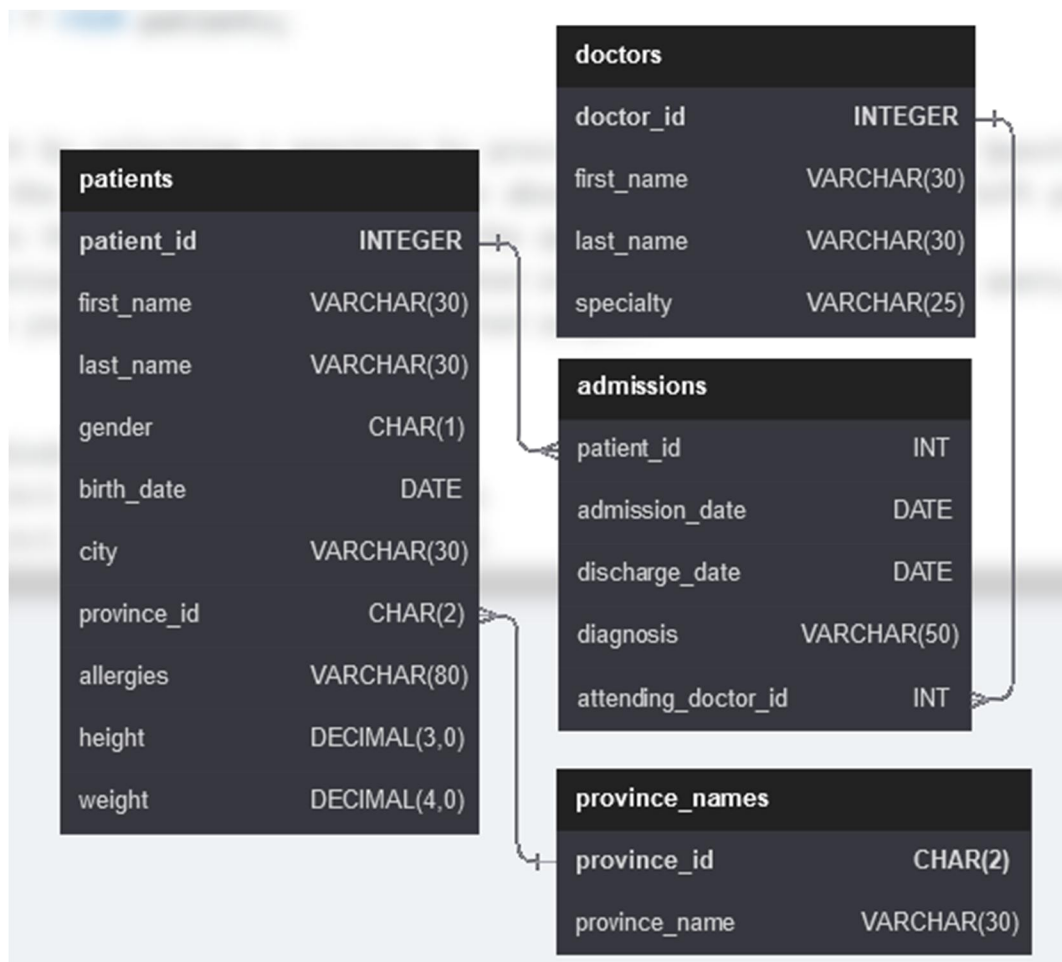 patients
patient_id INTEGER
first_name VARCHAR(30)
last_name VARCHAR(30)
gender CHAR(1)
birth_date DATE
city VARCHAR(30)
province_id CHAR(2)
allergies VARCHAR(80)
height DECIMAL(3,0)
weight DECIMAL(4,0)
doctors
doctor_id INTEGER
first_name VARCHAR(30)
last_name VARCHAR(30)
specialty VARCHAR(25)
admissions
patient_id INT
admission_date DATE
discharge_date DATE
diagnosis VARCHAR(50)
attending_doctor_id INT
province_names
province_id CHAR(2)
province_name VARCHAR(30)